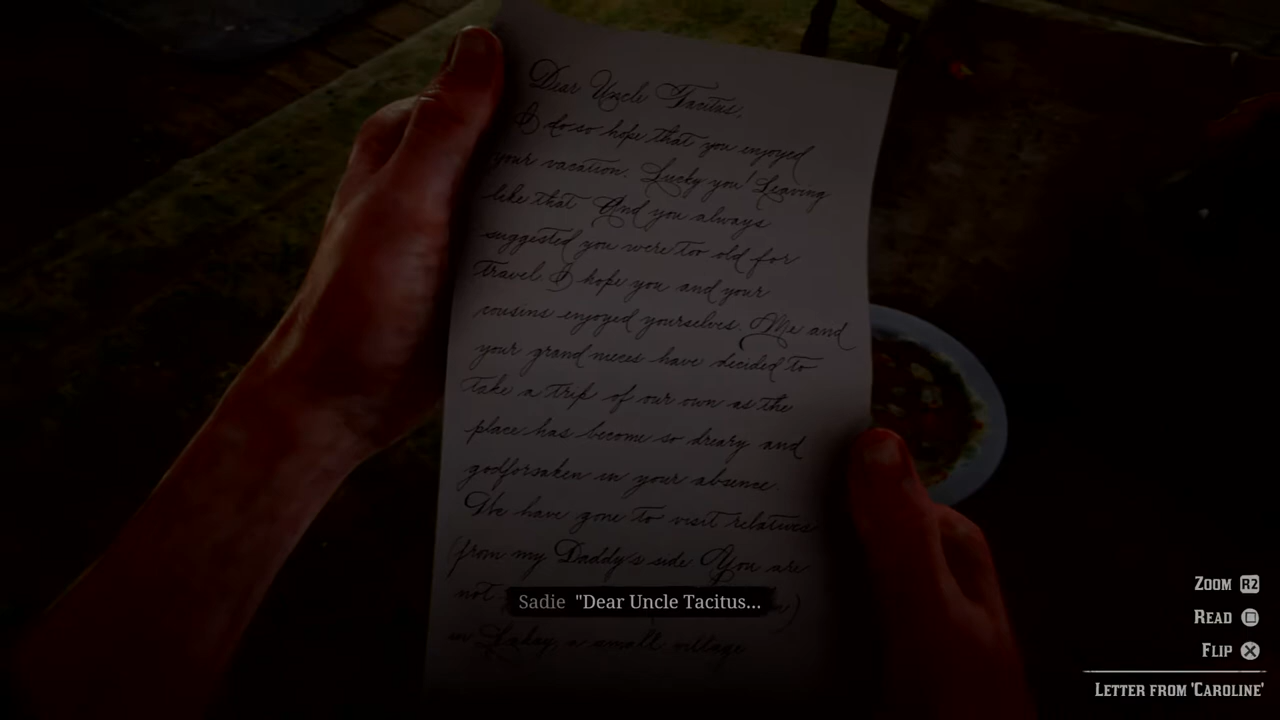 Dear Uncle Tacitus,
I do so hope that you enjoyed
your vacation. Lucky you! Leaving
like that. And you always
suggested you were too old for
travel. I hope you and your
cousins enjoyed yourselves. Me and
your grand nieces have decided to
take a trip of our own as the
place has become so dreary and
godforsaken in your absence.
We have gone to visit relatives
(from my Daddy's side. You are
not
Sadie "Dear Uncle Tacitus...
in Lakay, a small village
ZOOM R2
READ
FLIP
LETTER FROM 'CAROLINE'